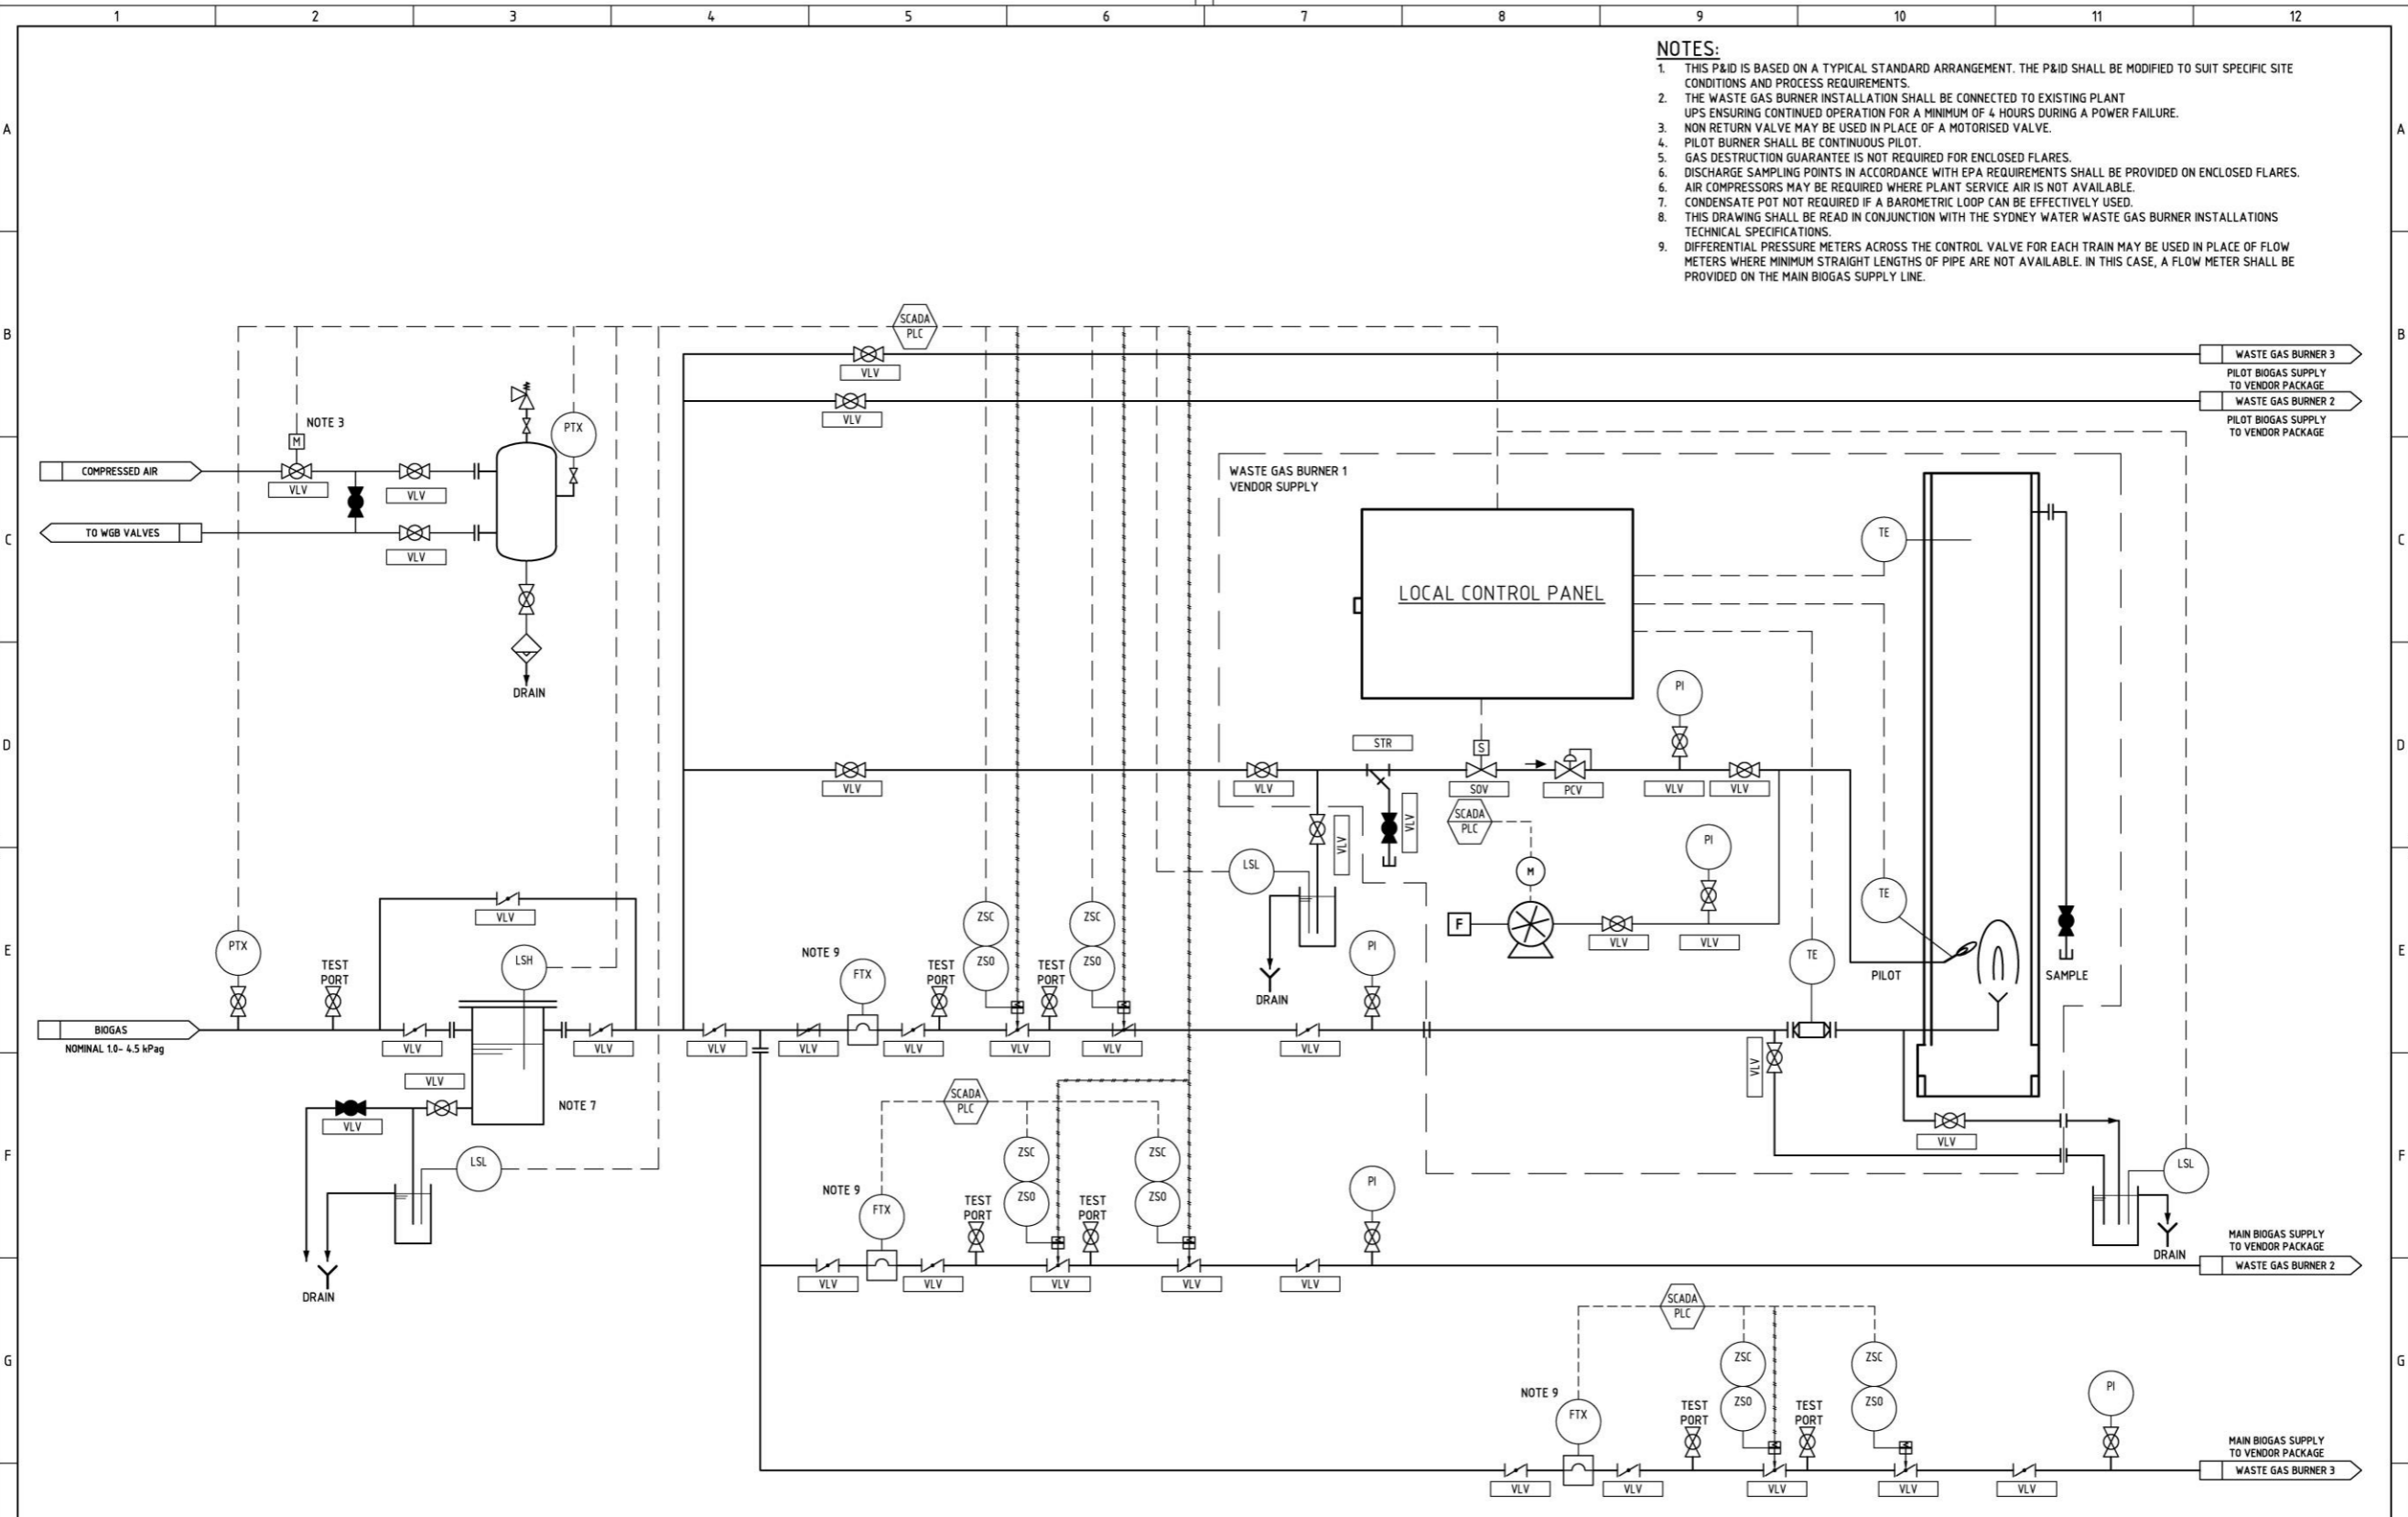 1 2 3 4 5 6 7 8 9 10 11 12
NOTES:
1. THIS P&ID IS BASED ON A TYPICAL STANDARD ARRANGEMENT. THE P&ID SHALL BE MODIFIED TO SUIT SPECIFIC SITE
CONDITIONS AND PROCESS REQUIREMENTS.
2. THE WASTE GAS BURNER INSTALLATION SHALL BE CONNECTED TO EXISTING PLANT
UPS ENSURING CONTINUED OPERATION FOR A MINIMUM OF 4 HOURS DURING A POWER FAILURE.
3. NON RETURN VALVE MAY BE USED IN PLACE OF A MOTORISED VALVE.
4. PILOT BURNER SHALL BE CONTINUOUS PILOT.
5. GAS DESTRUCTION GUARANTEE IS NOT REQUIRED FOR ENCLOSED FLARES.
6. DISCHARGE SAMPLING POINTS IN ACCORDANCE WITH EPA REQUIREMENTS SHALL BE PROVIDED ON ENCLOSED FLARES.
6. AIR COMPRESSORS MAY BE REQUIRED WHERE PLANT SERVICE AIR IS NOT AVAILABLE.
7. CONDENSATE POT NOT REQUIRED IF A BAROMETRIC LOOP CAN BE EFFECTIVELY USED.
8. THIS DRAWING SHALL BE READ IN CONJUNCTION WITH THE SYDNEY WATER WASTE GAS BURNER INSTALLATIONS
TECHNICAL SPECIFICATIONS.
9. DIFFERENTIAL PRESSURE METERS ACROSS THE CONTROL VALVE FOR EACH TRAIN MAY BE USED IN PLACE OF FLOW
METERS WHERE MINIMUM STRAIGHT LENGTHS OF PIPE ARE NOT AVAILABLE. IN THIS CASE, A FLOW METER SHALL BE
PROVIDED ON THE MAIN BIOGAS SUPPLY LINE.
A A
B B
SCADA
PLC
VLV
WASTE GAS BURNER 3
PILOT BIOGAS SUPPLY
TO VENDOR PACKAGE
VLV
WASTE GAS BURNER 2
PILOT BIOGAS SUPPLY
TO VENDOR PACKAGE
NOTE 3
M
PTX
COMPRESSED AIR
VLV
VLV
TO WGB VALVES
VLV
DRAIN
C C
WASTE GAS BURNER 1
VENDOR SUPPLY
LOCAL CONTROL PANEL
TE
D D
PI
STR
S
VLV
VLV
SOV
PCV
VLV
VLV
VLV
VLV
SCADA
PLC
M
F
PI
VLV
VLV
LSL
DRAIN
TE
PILOT
SAMPLE
TE
E E
PTX
TEST
PORT
VLV
LSH
BIOGAS
NOMINAL 1.0- 4.5 kPag
VLV
VLV
VLV
VLV
NOTE 9
FTX
VLV
TEST
PORT
ZSC
ZSO
VLV
TEST
PORT
ZSC
ZSO
VLV
PI
VLV
VLV
VLV
NOTE 7
VLV
LSL
DRAIN
F F
SCADA
PLC
NOTE 9
FTX
VLV
VLV
TEST
PORT
ZSC
ZSO
VLV
TEST
PORT
ZSC
ZSO
VLV
PI
VLV
VLV
LSL
DRAIN
MAIN BIOGAS SUPPLY
TO VENDOR PACKAGE
WASTE GAS BURNER 2
G G
SCADA
PLC
NOTE 9
FTX
VLV
VLV
TEST
PORT
ZSC
ZSO
VLV
TEST
PORT
ZSC
ZSO
VLV
VLV
PI
MAIN BIOGAS SUPPLY
TO VENDOR PACKAGE
WASTE GAS BURNER 3